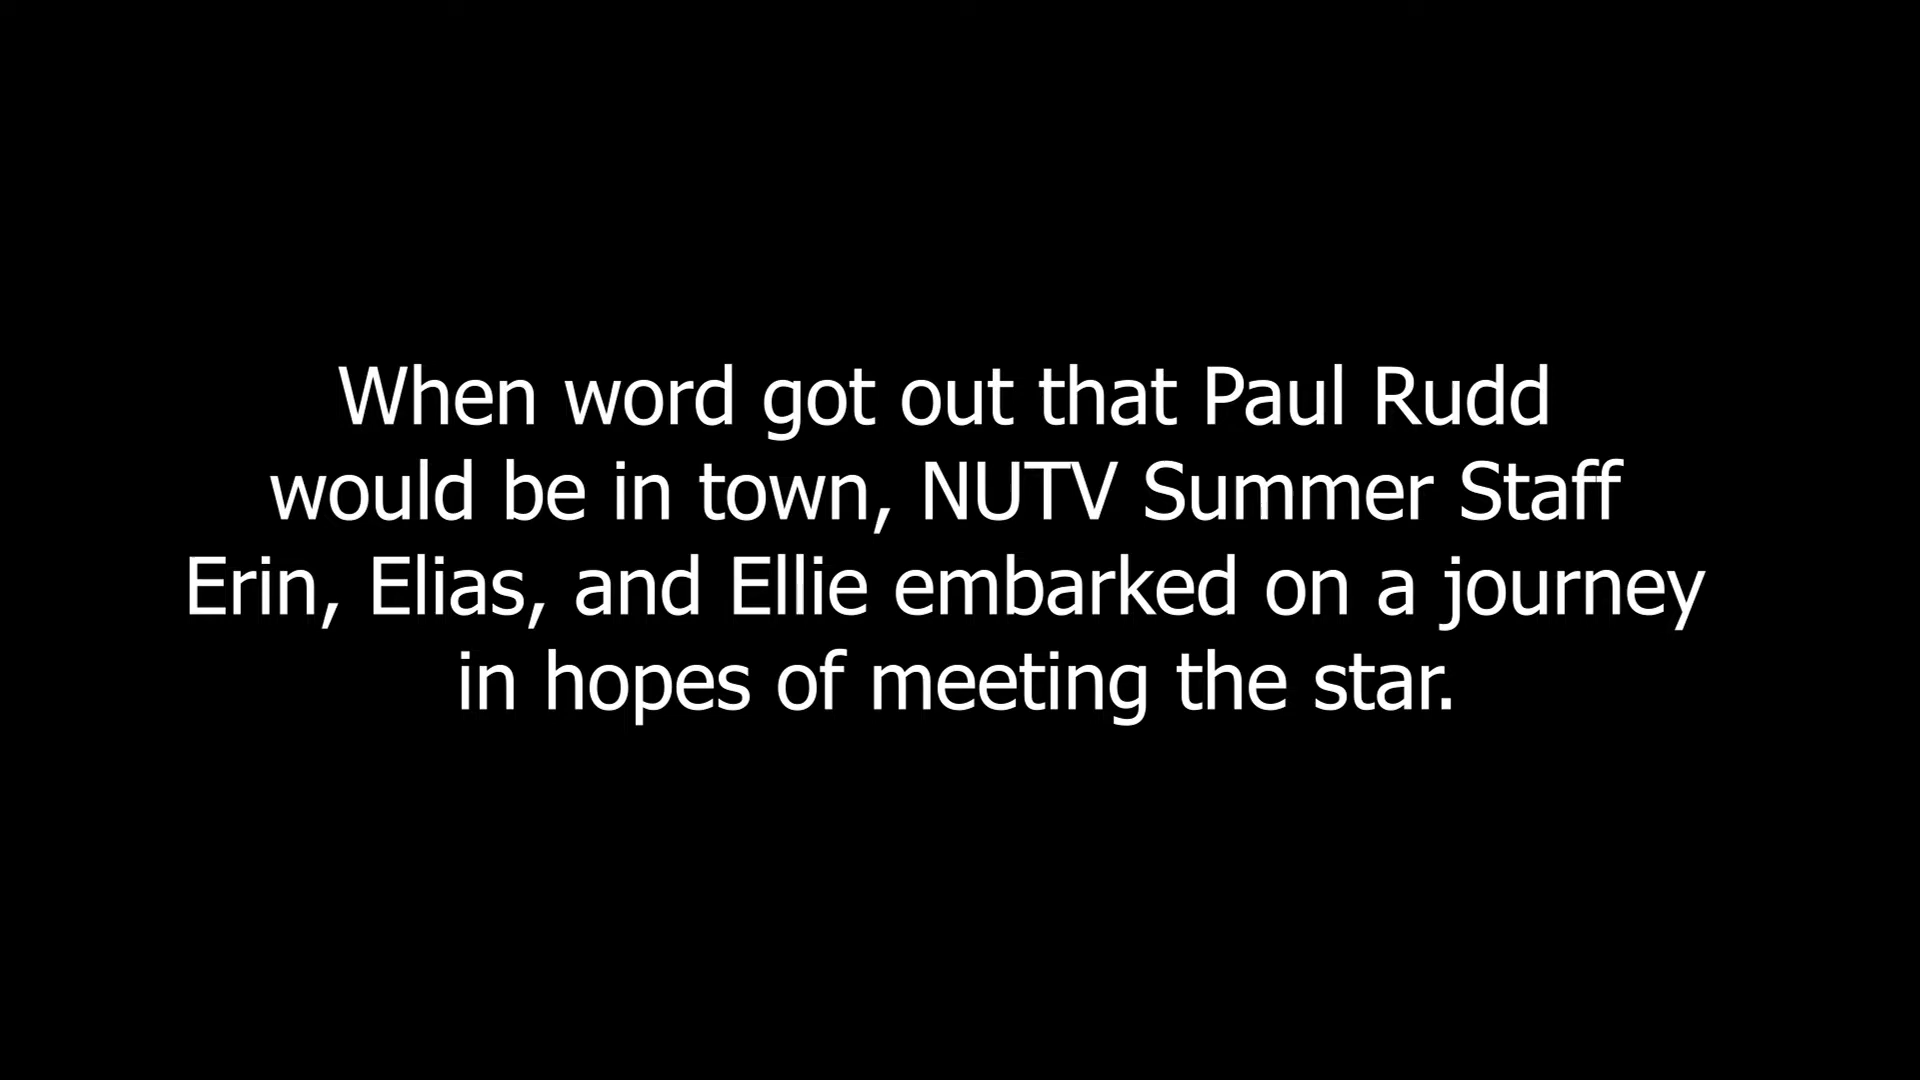 When word got out that Paul Rudd
would be in town, NUTV Summer Staff
Erin, Elias, and Ellie embarked on a journey
in hopes of meeting the star.